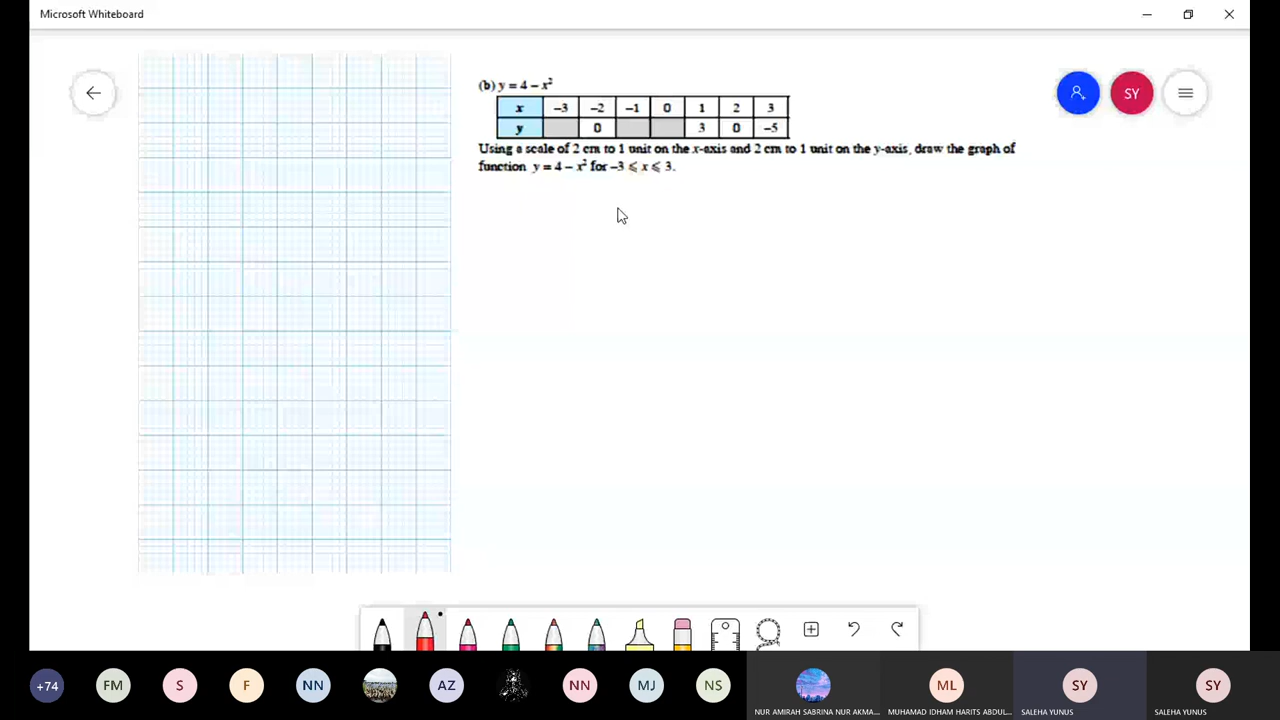 Microsoft Whiteboard
(b) y = 4 – x²
x –3 –2 –1 0 1 2 3
y 0 3 0 –5
Using a scale of 2 cm to 1 unit on the x-axis and 2 cm to 1 unit on the y-axis, draw the graph of
function y = 4 – x² for –3 ⩽ x ⩽ 3.
SY
+74 FM S F NN AZ NN MJ NS ML SY SY
NUR AMIRAH SABRINA NUR AKMA... MUHAMAD IDHAM HARITS ABDUL... SALEHA YUNUS SALEHA YUNUS